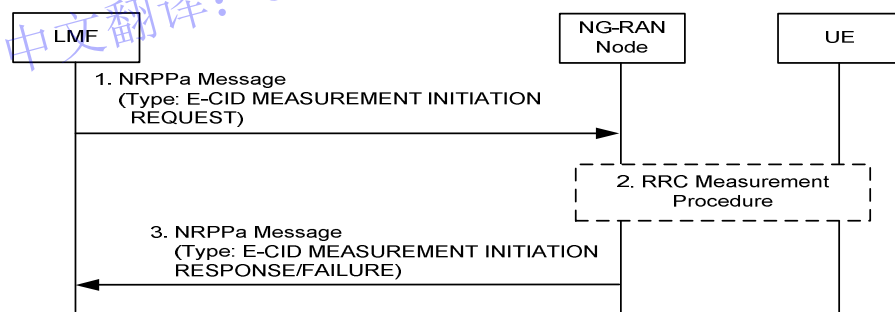 中文翻译：
LMF
NG-RAN
Node
UE
1. NRPPa Message
(Type: E-CID MEASUREMENT INITIATION
REQUEST)
2. RRC Measurement
Procedure
3. NRPPa Message
(Type: E-CID MEASUREMENT INITIATION
RESPONSE/FAILURE)